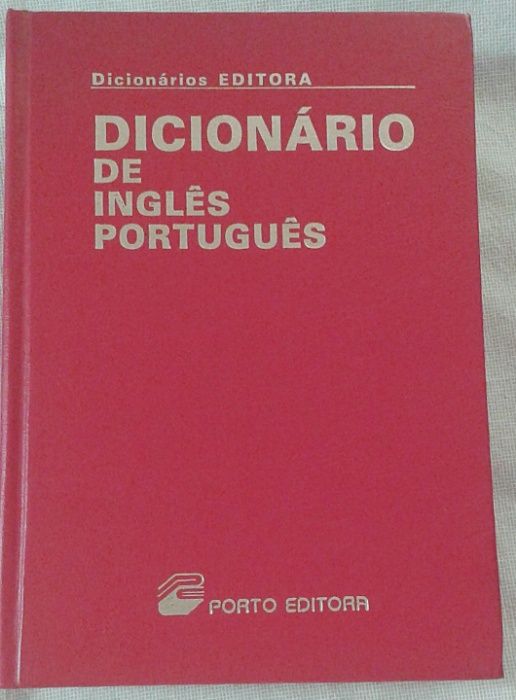 Dicionários EDITORA
DICIONÁRIO
DE
INGLÊS
PORTUGUÊS
PORTO EDITORA